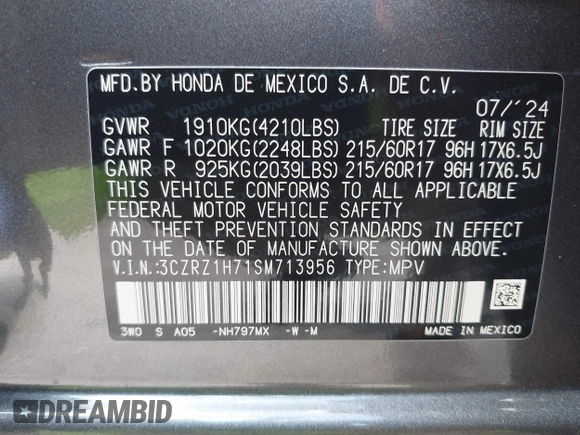 MFD.BY HONDA DE MEXICO S.A. DE C.V.
07/'24
GVWR 1910KG(4210LBS) TIRE SIZE RIM SIZE
GAWR F 1020KG(2248LBS) 215/60R17 96H 17X6.5J
GAWR R 925KG(2039LBS) 215/60R17 96H 17X6.5J
THIS VEHICLE CONFORMS TO ALL APPLICABLE
FEDERAL MOTOR VEHICLE SAFETY
AND THEFT PREVENTION STANDARDS IN EFFECT
ON THE DATE OF MANUFACTURE SHOWN ABOVE.
V.I.N.:3CZRZ1H71SM713956 TYPE:MPV
3W0 S A05 -NH797MX -W -M MADE IN MEXICO
DREAMBID